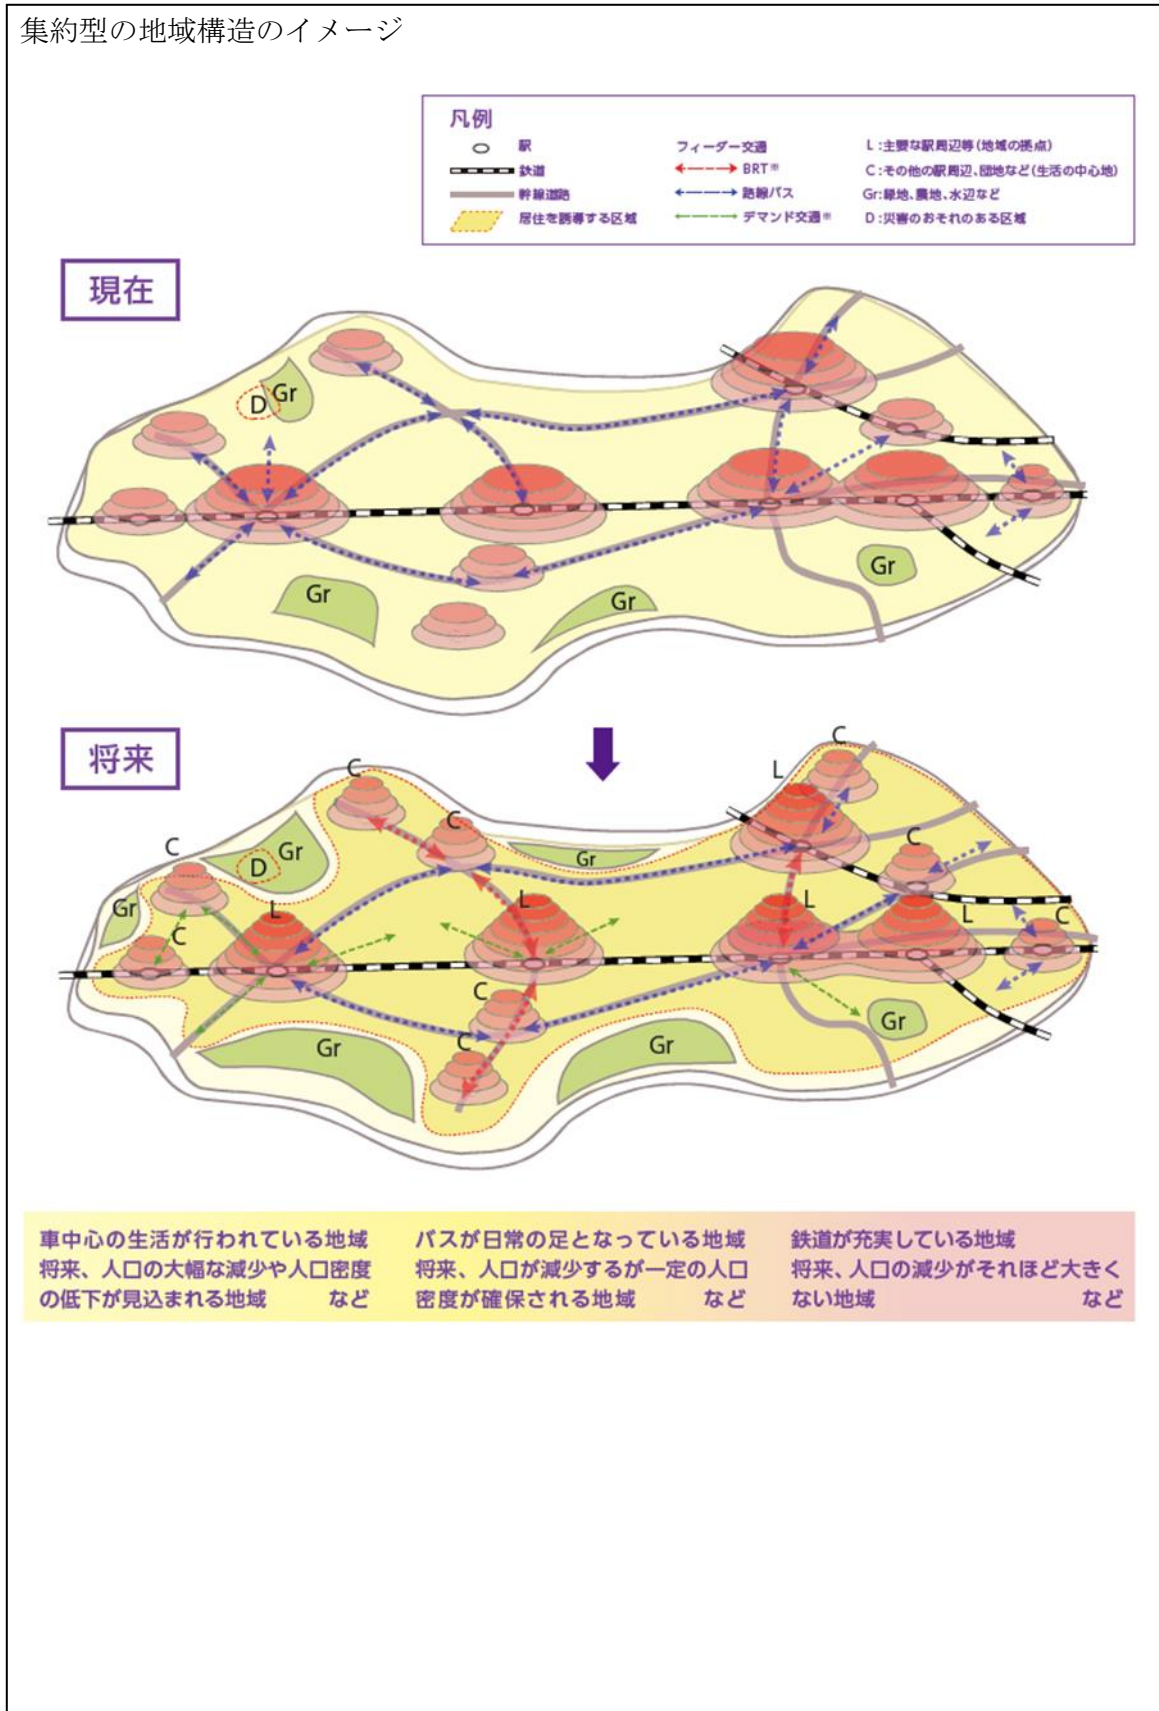 集約型の地域構造のイメージ
凡例
駅
鉄道
幹線道路
居住を誘導する区域
フィーダー交通
BRT※
路線バス
デマンド交通※
L:主要な駅周辺等(地域の拠点)
C:その他の駅周辺、団地など(生活の中心地)
Gr:緑地、農地、水辺など
D:災害のおそれのある区域
現在
D
Gr
Gr
Gr
Gr
将来
C
L
C
C
C
C
D
Gr
Gr
Gr
C
L
L
L
L
C
C
C
C
Gr
Gr
Gr
車中心の生活が行われている地域
将来、人口の大幅な減少や人口密度
の低下が見込まれる地域 など
バスが日常の足となっている地域
将来、人口が減少するが一定の人口
密度が確保される地域 など
鉄道が充実している地域
将来、人口の減少がそれほど大きく
ない地域 など